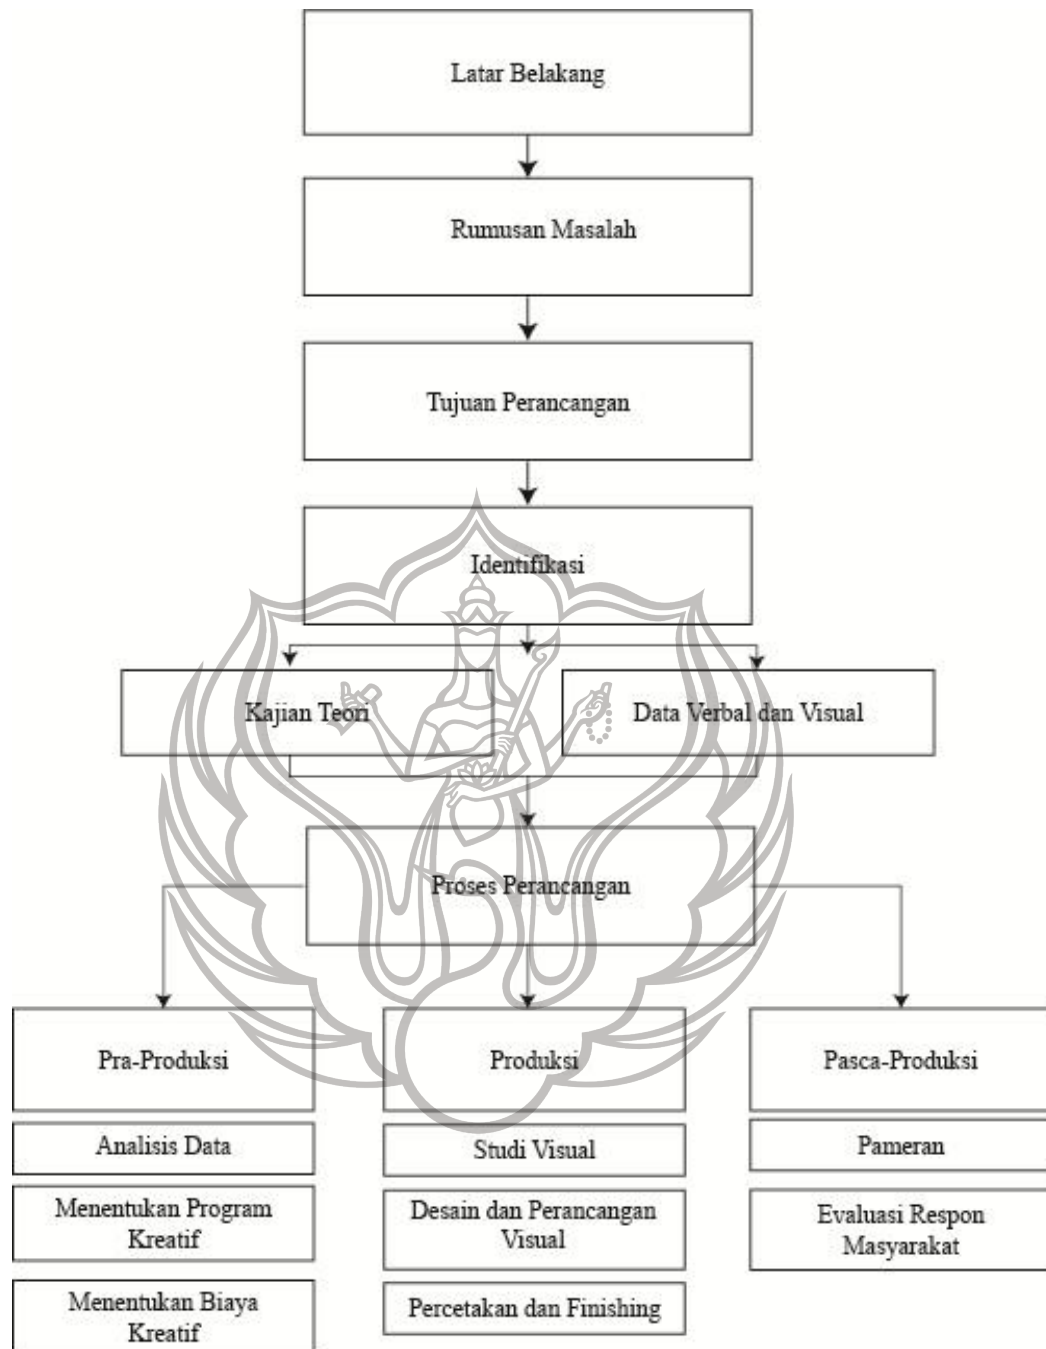 Latar Belakang
Rumusan Masalah
Tujuan Perancangan
Identifikasi
Kajian Teori
Data Verbal dan Visual
Proses Perancangan
Pra-Produksi
Analisis Data
Menentukan Program
Kreatif
Menentukan Biaya
Kreatif
Produksi
Studi Visual
Desain dan Perancangan
Visual
Percetakan dan Finishing
Pasca-Produksi
Pameran
Evaluasi Respon
Masyarakat